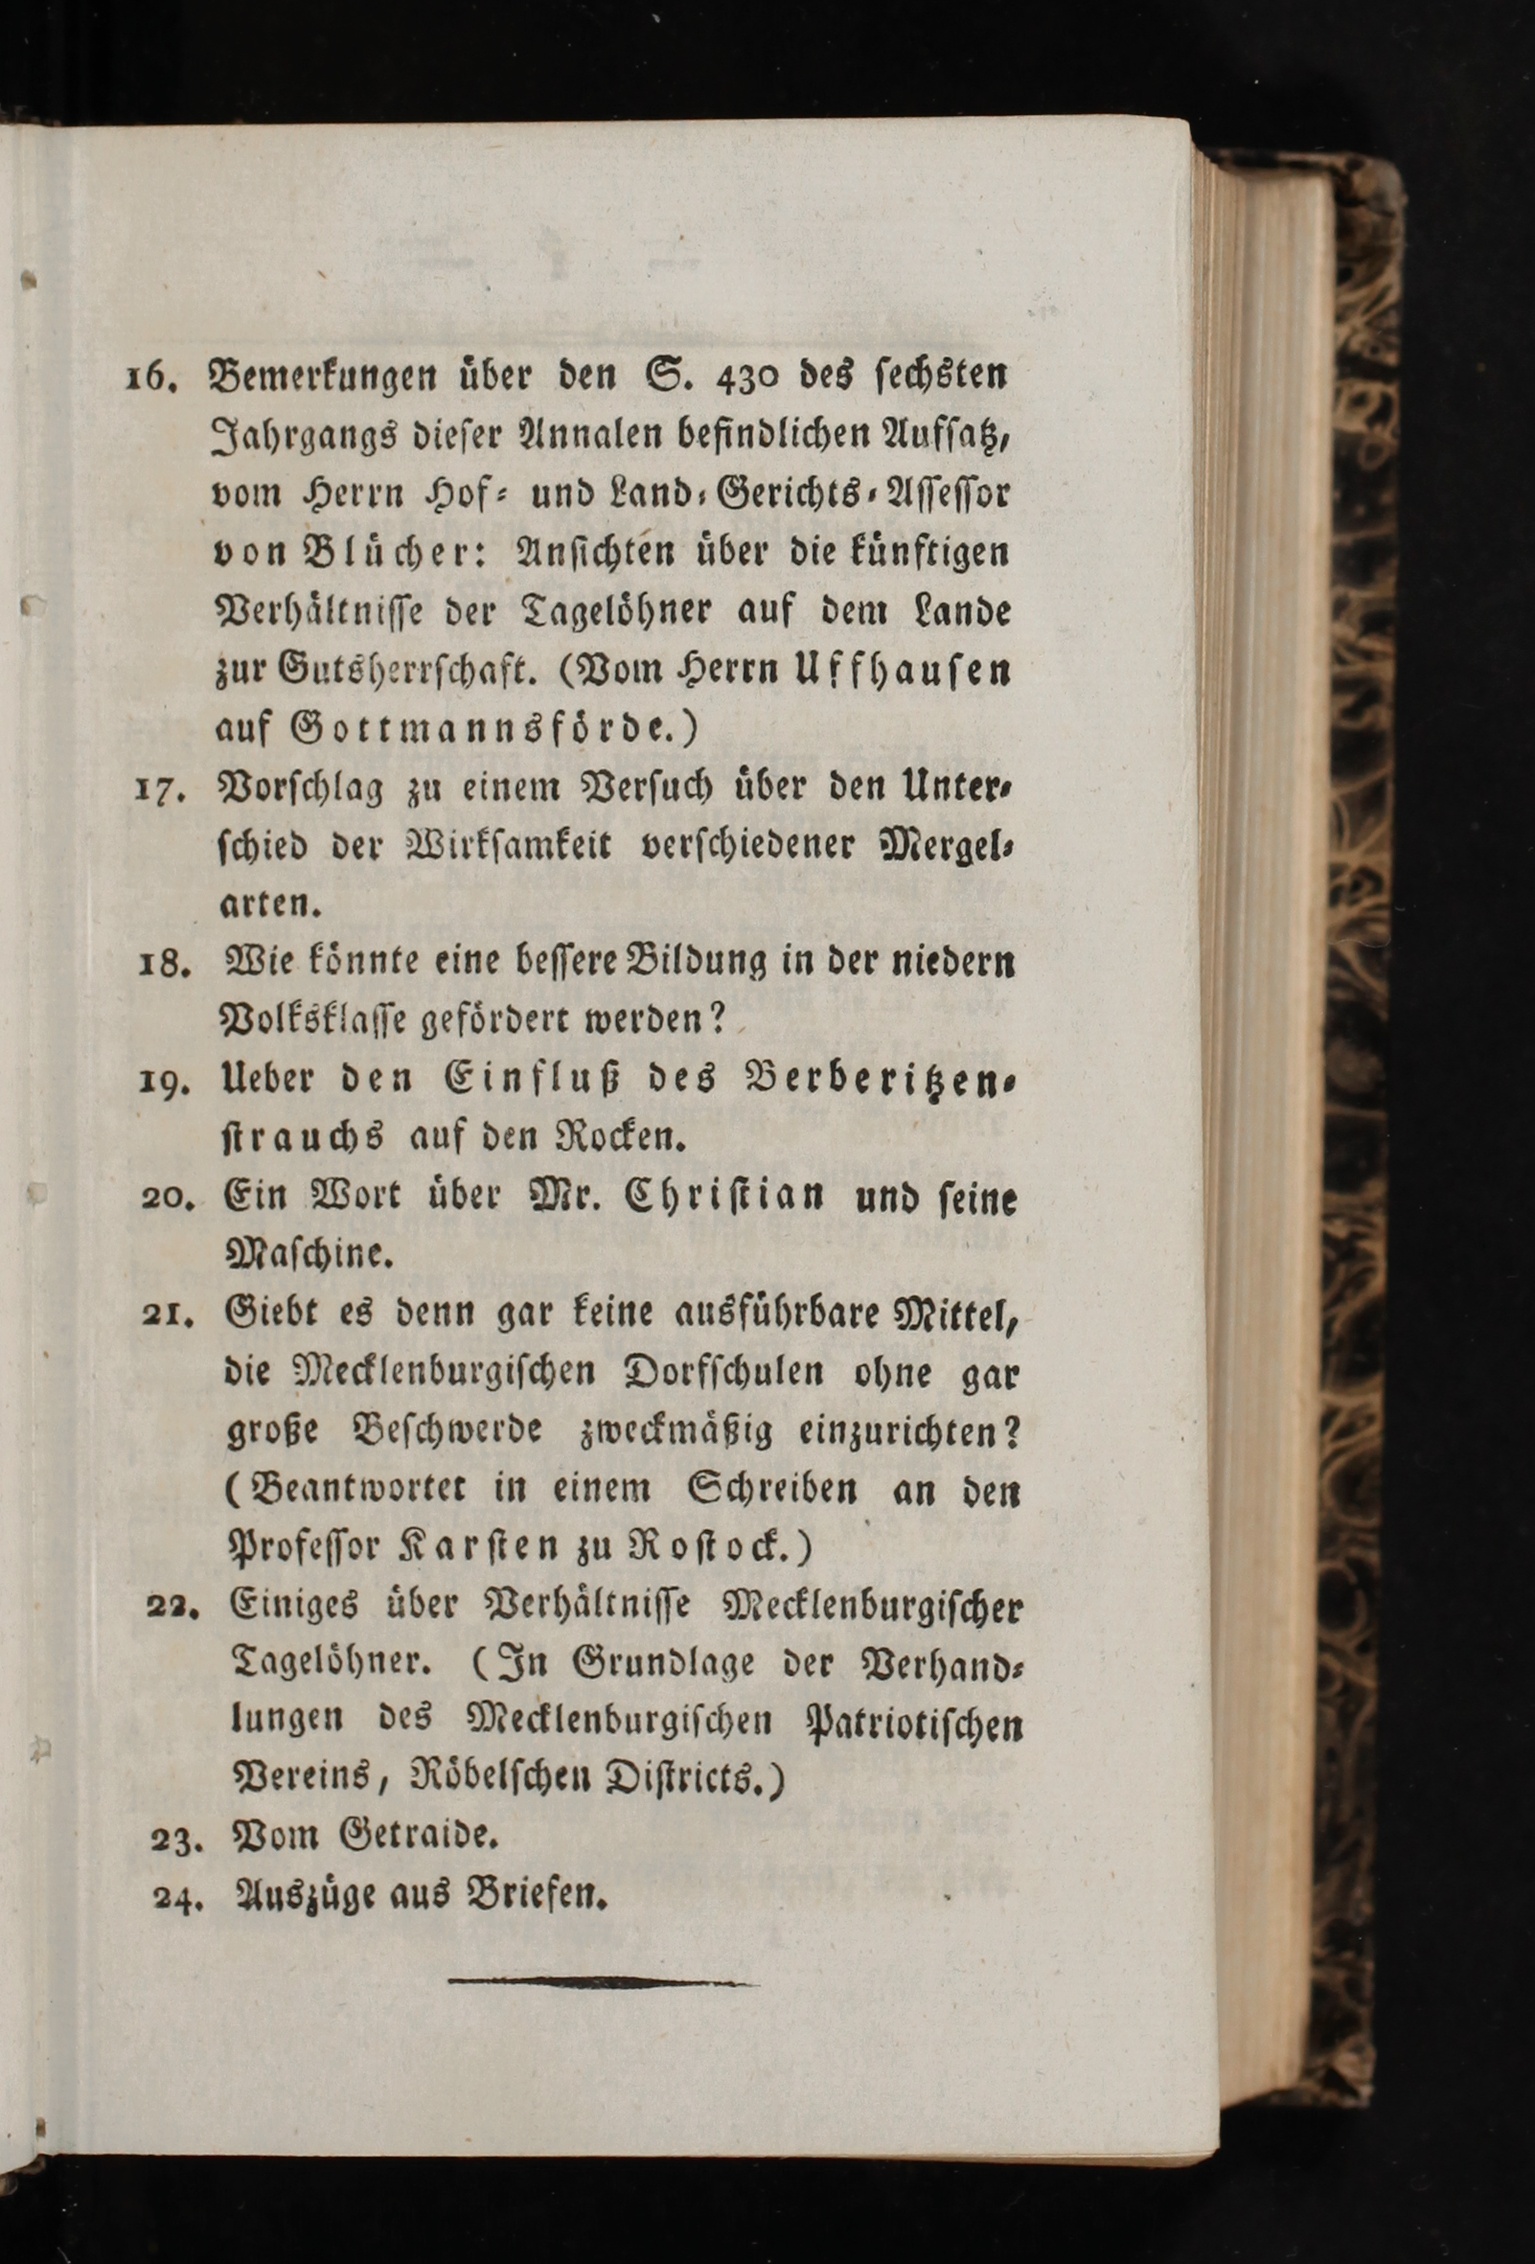 16. Bemerkungen über den S. 430 des ſechsten
Jahrgangs dieſer Annalen befindlichen Aufſatz,
vom Herrn Hof- und Land-Gerichts-Aſſeſſor
von Blücher: Anſichten über die künftigen
Verhältniſſe der Tagelöhner auf dem Lande
zur Gutsherrſchaft. (Vom Herrn Uffhauſen
auf Gottmannsförde.)
17. Vorſchlag zu einem Verſuch über den Unter-
ſchied der Wirkſamkeit verſchiedener Mergel-
arten.
18. Wie könnte eine beſſere Bildung in der niedern
Volksklaſſe gefördert werden?
19. Ueber den Einfluß des Berberitzen-
ſtrauchs auf den Rocken.
20. Ein Wort über Mr. Chriſtian und ſeine
Maſchine.
21. Giebt es denn gar keine ausführbare Mittel,
die Mecklenburgiſchen Dorfſchulen ohne gar
große Beſchwerde zweckmäßig einzurichten?
(Beantwortet in einem Schreiben an den
Profeſſor Karſten zu Roſtock.)
22. Einiges über Verhältniſſe Mecklenburgiſcher
Tagelöhner. (In Grundlage der Verhand-
lungen des Mecklenburgiſchen Patriotiſchen
Vereins, Röbelſchen Diſtricts.)
23. Vom Getraide.
24. Auszüge aus Briefen.